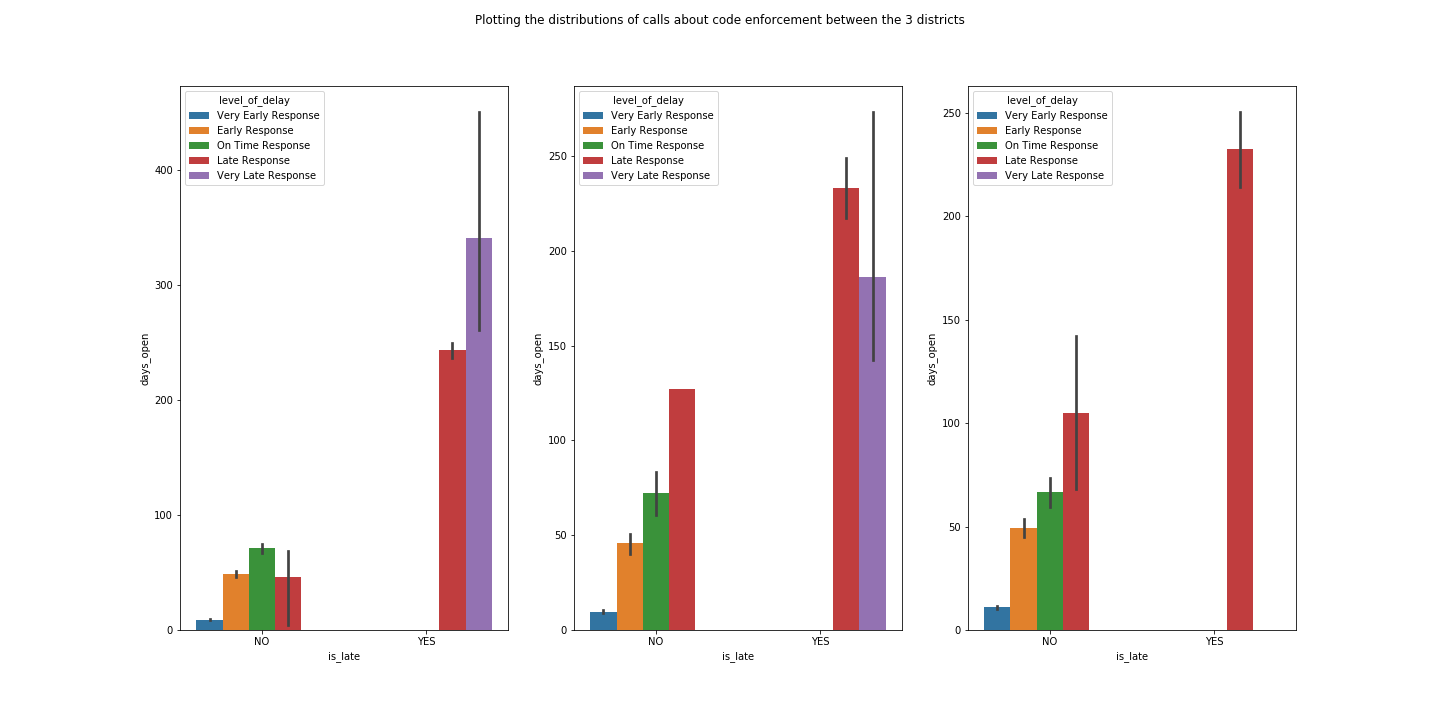 Plotting the distributions of calls about code enforcement between the 3 districts
level_of_delay
Very Early Response
Early Response
On Time Response
Late Response
Very Late Response
400
300
200
100
0
days_open
NO
YES
is_late
level_of_delay
Very Early Response
Early Response
On Time Response
Late Response
Very Late Response
250
200
150
100
50
0
days_open
NO
YES
is_late
level_of_delay
Very Early Response
Early Response
On Time Response
Late Response
Very Late Response
250
200
150
100
50
0
days_open
NO
YES
is_late